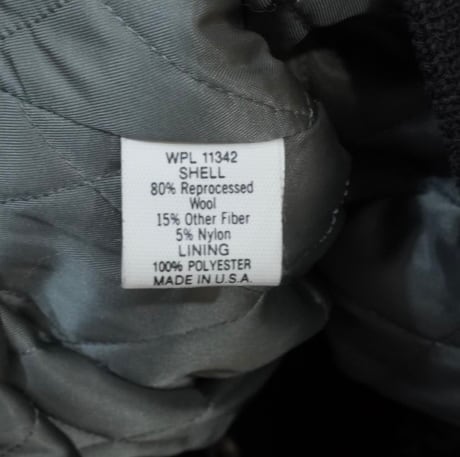 WPL 11342
SHELL
80% Reprocessed
Wool
15% Other Fiber
5% Nylon
LINING
100% POLYESTER
MADE IN U.S.A.